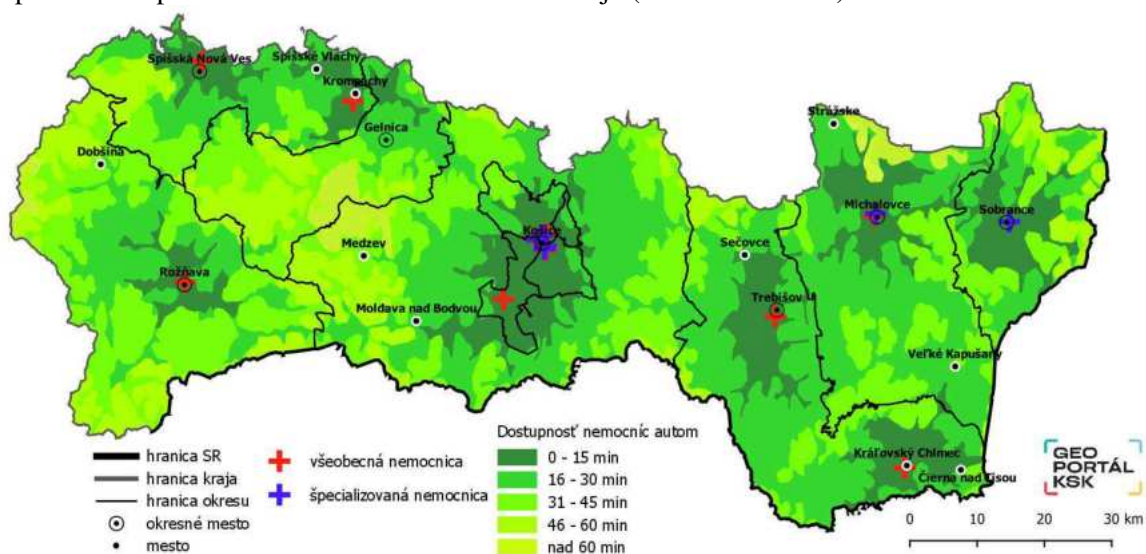 Spišská Nová Ves
Spišské Vlachy
Krompachy
Gelnica
Dobšiná
Strážske
Michalovce
Sobrance
Košice
Medzev
Sečovce
Rožňava
Trebišov
Moldava nad Bodvou
Veľké Kapušany
Kráľovský Chlmec
Čierna nad Tisou
hranica SR
hranica kraja
hranica okresu
okresné mesto
mesto
všeobecná nemocnica
špecializovaná nemocnica
Dostupnosť nemocníc autom
0 - 15 min
16 - 30 min
31 - 45 min
46 - 60 min
nad 60 min
GEO
PORTÁL
KSK
0 10 20 30 km